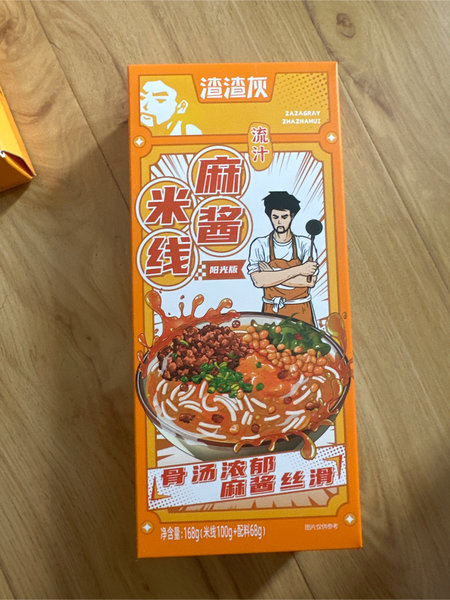 渣渣灰
ZAZAGRAY
ZHAZHAHUI
流汁
麻酱
米线
阳光版
骨汤浓郁
麻酱丝滑
净含量:168g(米线100g+配料68g)
图片仅供参考